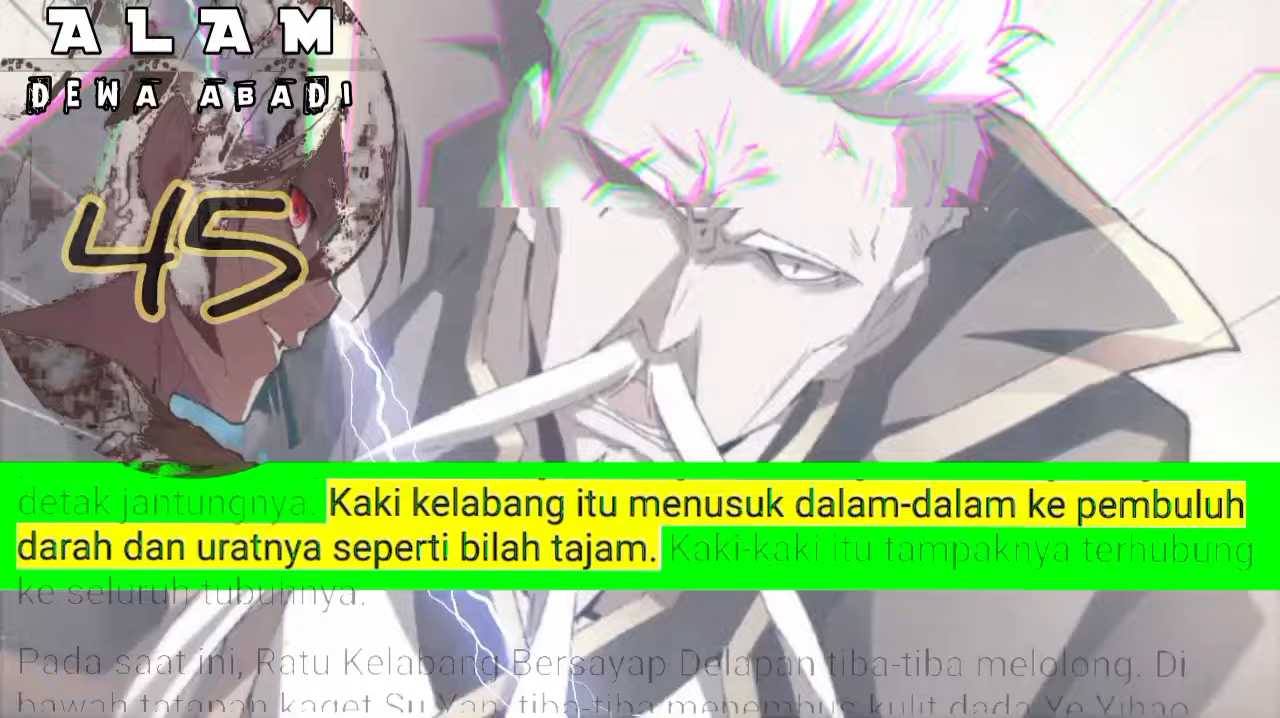 ALAM
DEWA ABADI
45
detak jantungnya. Kaki kelabang itu menusuk dalam-dalam ke pembuluh
darah dan uratnya seperti bilah tajam. Kaki-kaki itu tampaknya terhubung
ke seluruh tubuhnya.
Pada saat ini, Ratu Kelabang Bersayap Delapan tiba-tiba melolong. Di
bawah tatapan kaget Su Yan, tiba-tiba menembus kulit dada Ye Yihao